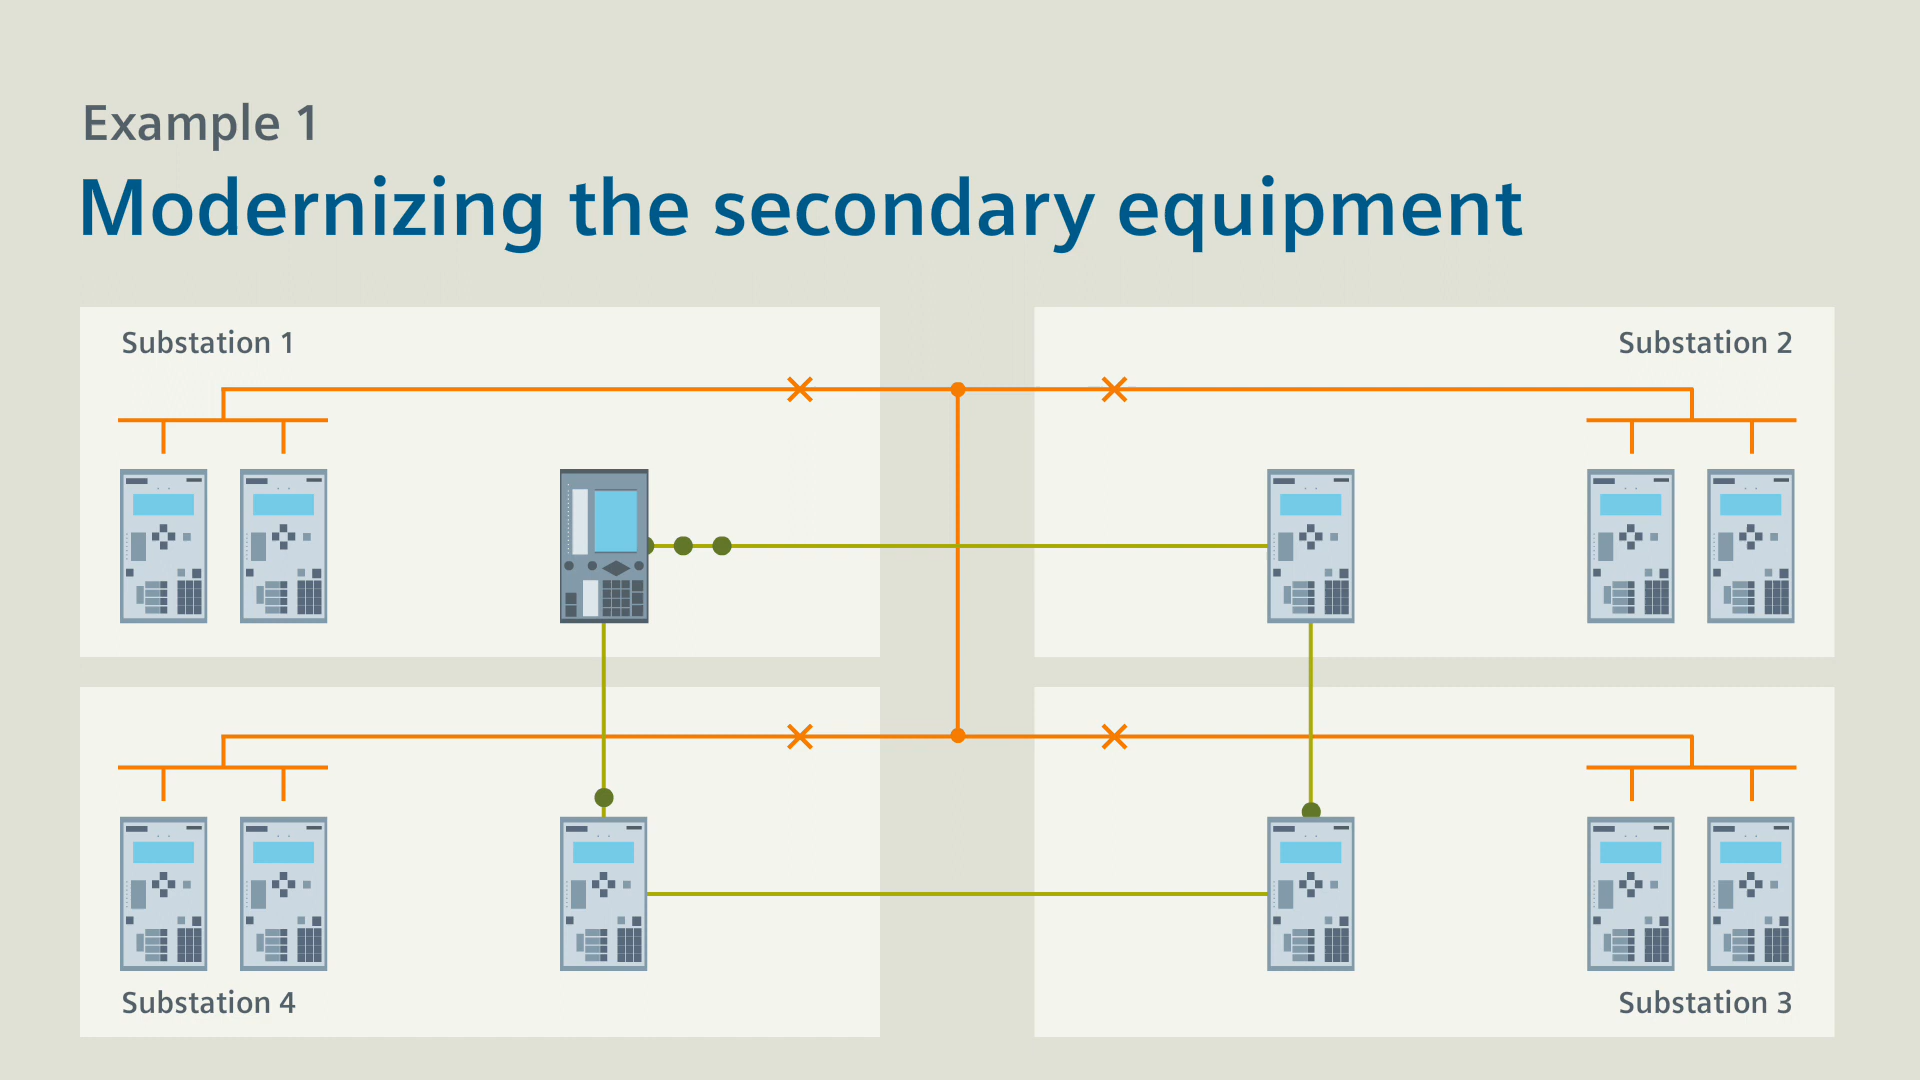 Example 1
Modernizing the secondary equipment
Substation 1
Substation 2
Substation 4
Substation 3